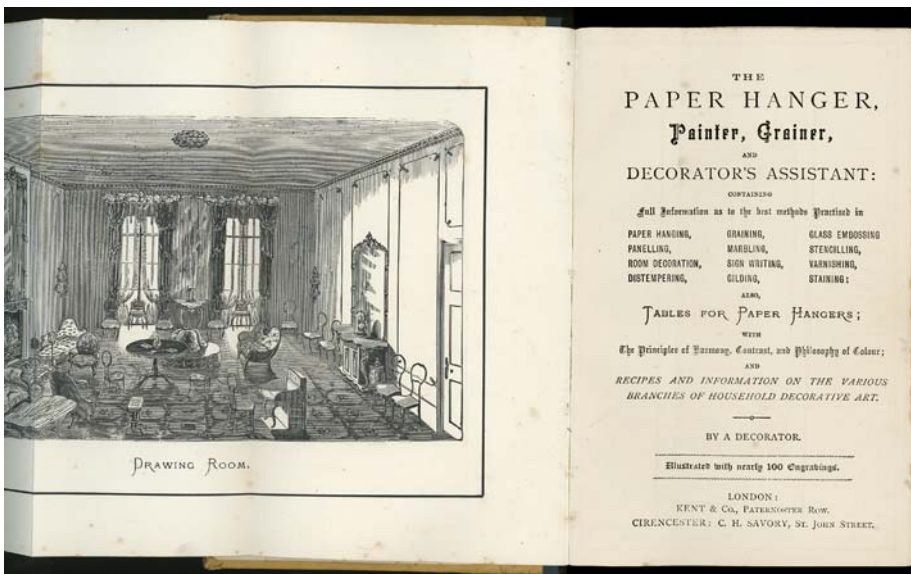 DRAWING ROOM.
THE
PAPER HANGER,
Painter, Grainer,
AND
DECORATOR'S ASSISTANT:
CONTAINING
Full Information as to the best methods Practised in
PAPER HANGING, GRAINING, GLASS EMBOSSING
PANELLING, MARBLING, STENCILLING,
ROOM DECORATION, SIGN WRITING, VARNISHING,
DISTEMPERING, GILDING, STAINING:
ALSO,
TABLES FOR PAPER HANGERS;
WITH
The Principles of Harmony, Contrast, and Philosophy of Colour;
AND
RECIPES AND INFORMATION ON THE VARIOUS
BRANCHES OF HOUSEHOLD DECORATIVE ART.
BY A DECORATOR.
Illustrated with nearly 100 Engravings.
LONDON:
KENT & CO., PATERNOSTER ROW.
CIRENCESTER: C. H. SAVORY, ST. JOHN STREET.